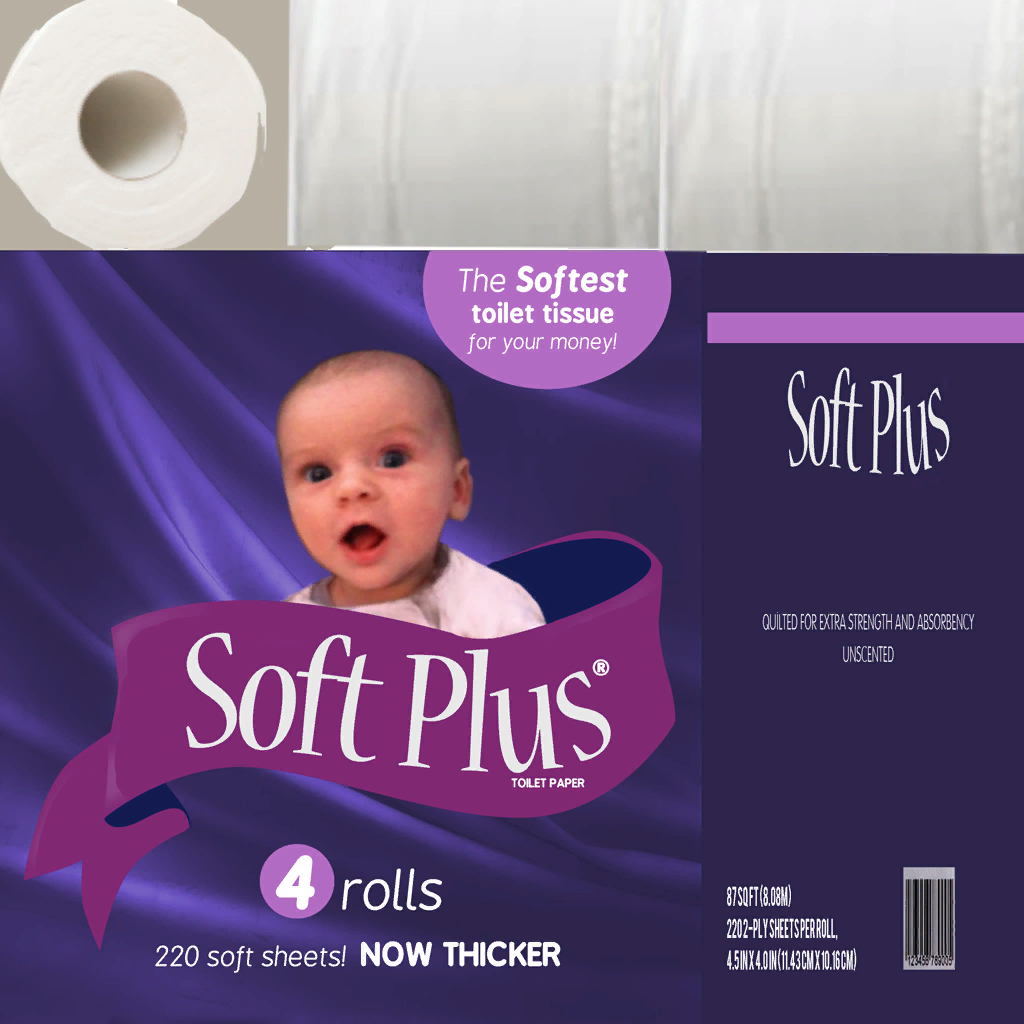 The Softest
toilet tissue
for your money!
Soft Plus®
TOILET PAPER
4 rolls
220 soft sheets! NOW THICKER
Soft Plus
QUILTED FOR EXTRA STRENGTH AND ABSORBENCY
UNSCENTED
87 SQ FT (8.08M)
220 2-PLY SHEETS PER ROLL,
4.5 IN X 4.0 IN (11.43 CM X 10.16 CM)